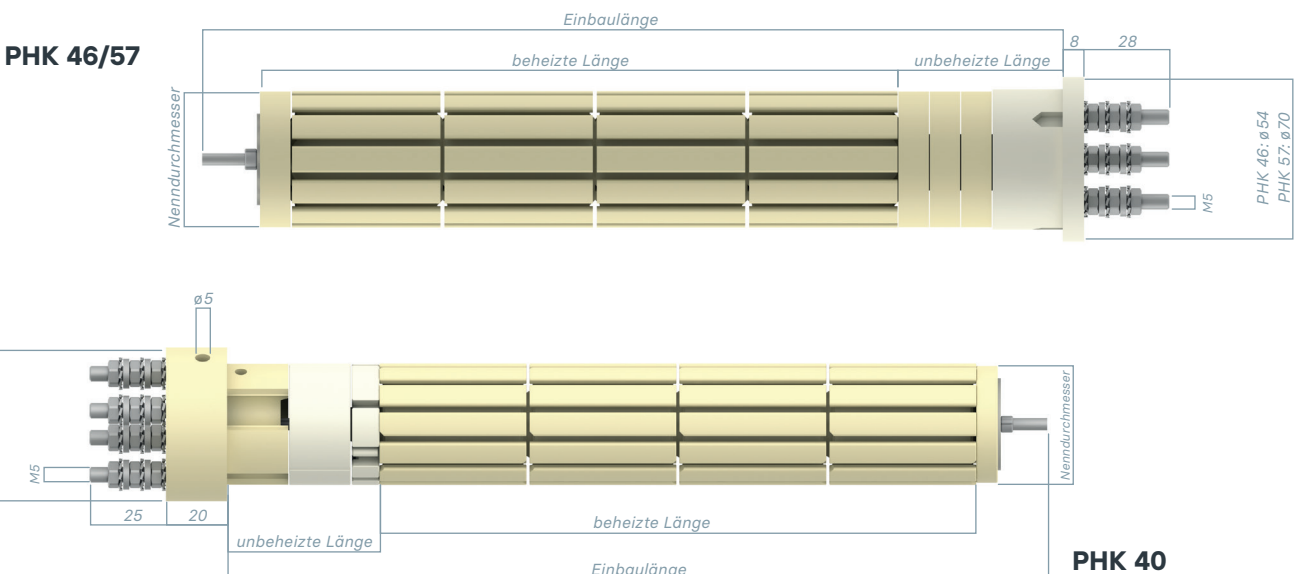 Einbaulänge
PHK 46/57
8
28
beheizte Länge
unbeheizte Länge
Nenndurchmesser
PHK 46: ø54
PHK 57: ø70
M5
ø5
Nenndurchmesser
M5
25
20
beheizte Länge
unbeheizte Länge
PHK 40
Einbaulänge